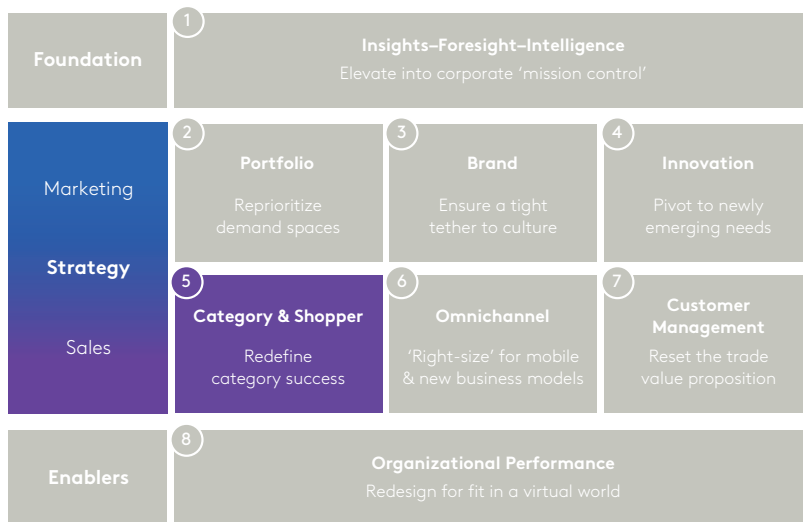 1
Foundation
Insights–Foresight–Intelligence
Elevate into corporate ‘mission control’
Marketing
Strategy
Sales
2
Portfolio
Reprioritize
demand spaces
3
Brand
Ensure a tight
tether to culture
4
Innovation
Pivot to newly
emerging needs
5
Category & Shopper
Redefine
category success
6
Omnichannel
‘Right-size’ for mobile
& new business models
7
Customer
Management
Reset the trade
value proposition
8
Enablers
Organizational Performance
Redesign for fit in a virtual world